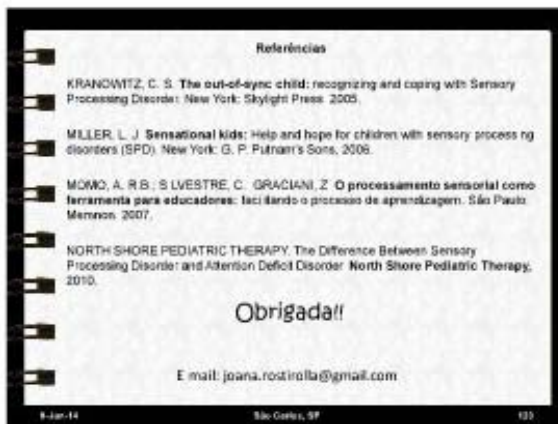 Referências
KRANOWITZ, C. S. The out-of-sync child: recognizing and coping with Sensory
Processing Disorder. New York: Skylight Press. 2005.
MILLER, L. J. Sensational kids: Help and hope for children with sensory processing
disorders (SPD). New York: G. P. Putnam's Sons, 2006.
MOMO, A. R.B.; SILVESTRE, C. GRACIANI, Z. O processamento sensorial como
ferramenta para educadores: facilitando o processo de aprendizagem. São Paulo:
Memnon. 2007.
NORTH SHORE PEDIATRIC THERAPY. The Difference Between Sensory
Processing Disorder and Attention Deficit Disorder. North Shore Pediatric Therapy,
2010.
Obrigada!!
E mail: joana.rostirolla@gmail.com
São Carlos, SP